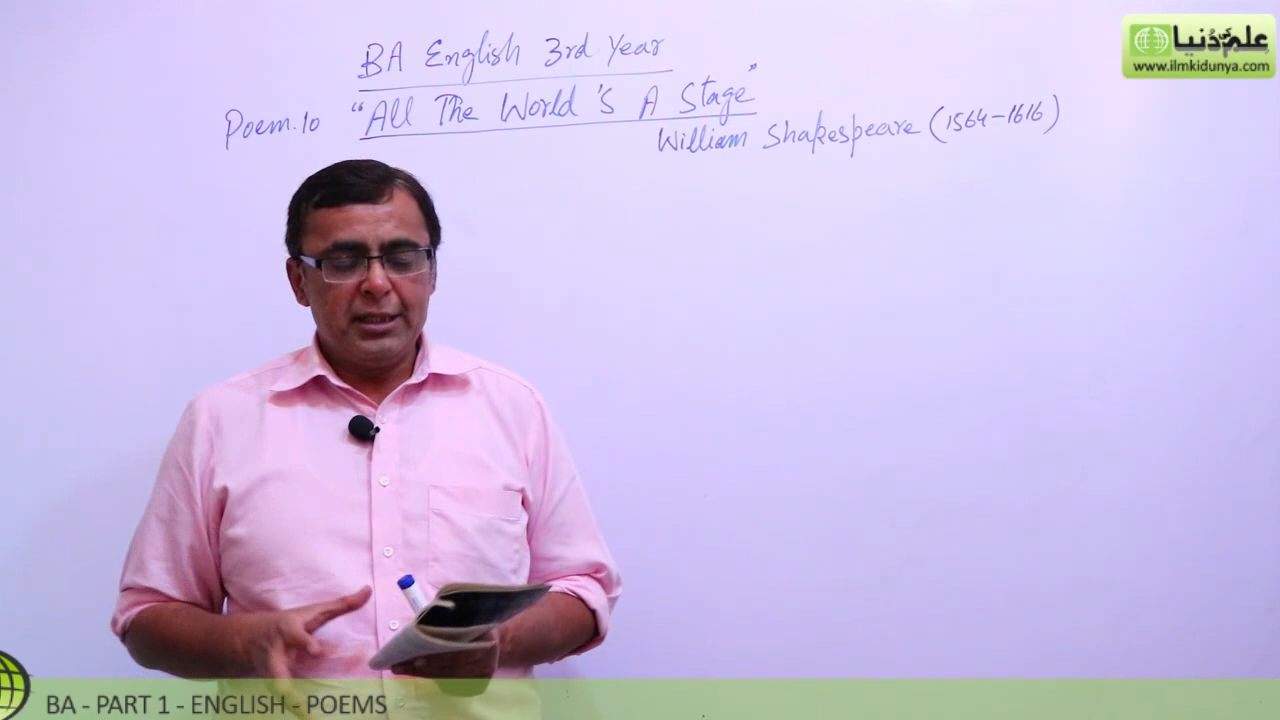 BA English 3rd Year
Poem.10 "All The World's A Stage"
William Shakespeare (1564-1616)
علم کی دُنیا
www.ilmkidunya.com
BA - PART 1 - ENGLISH - POEMS